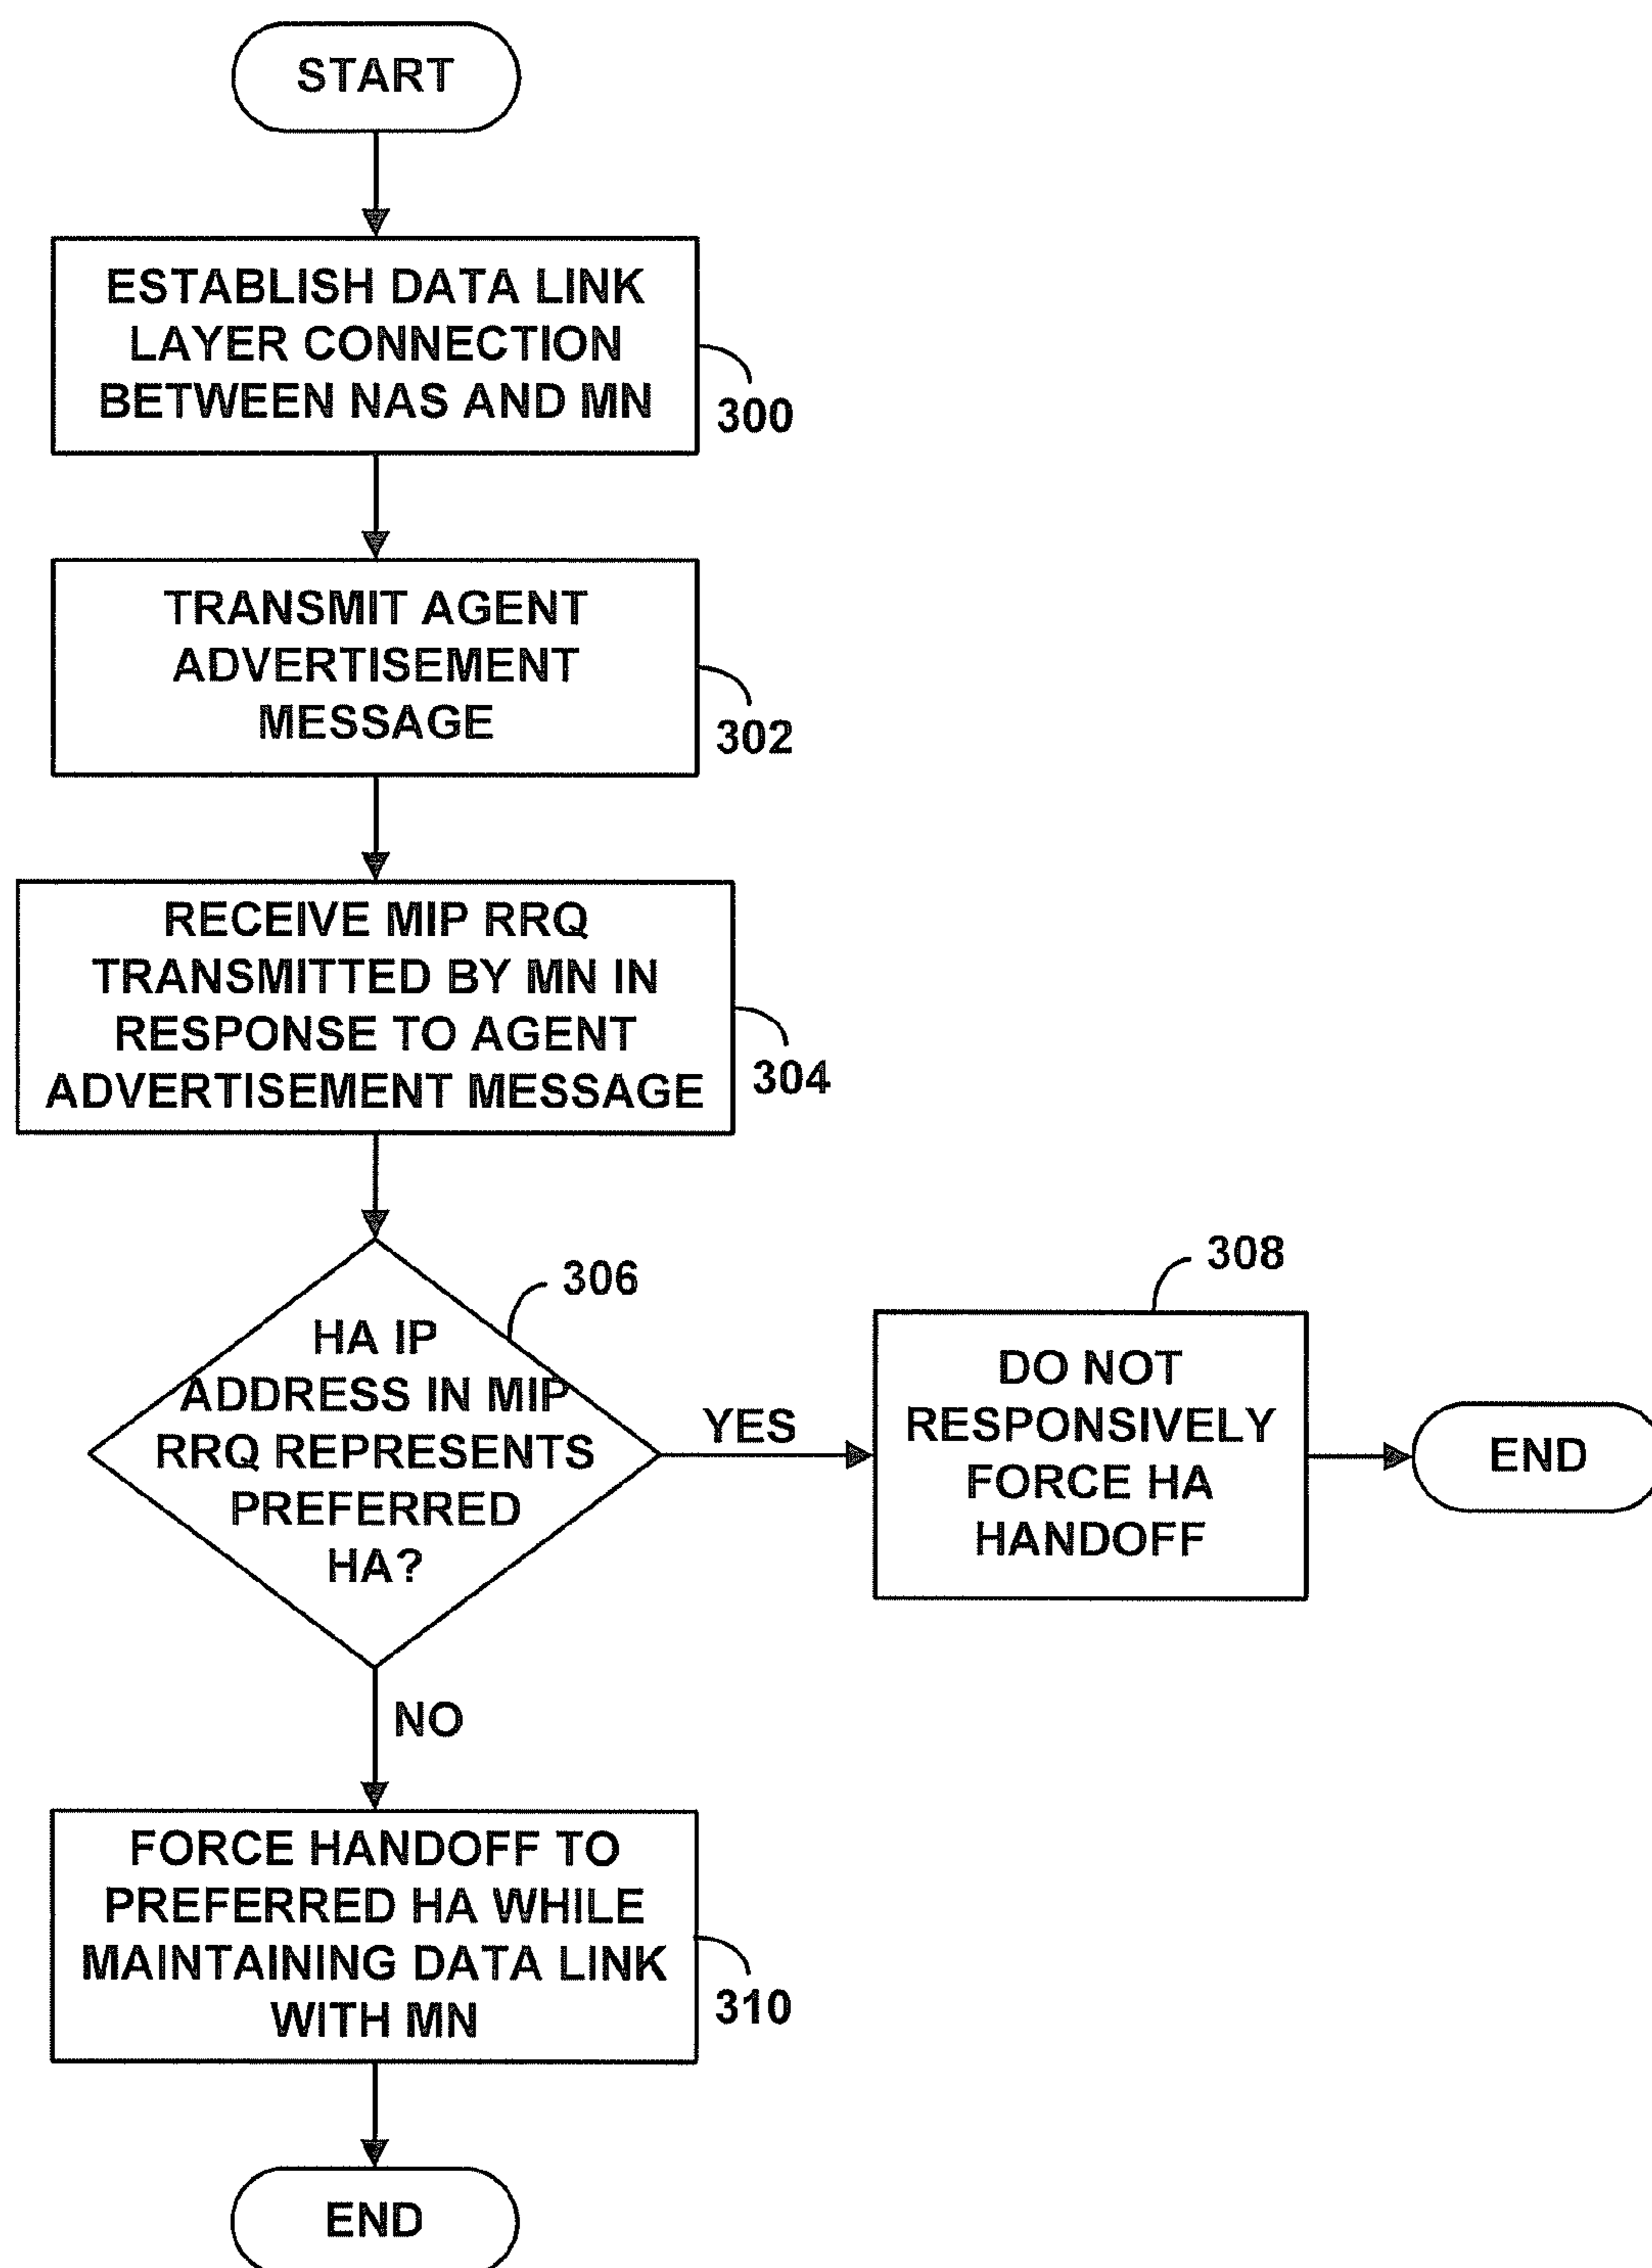 START
ESTABLISH DATA LINK
LAYER CONNECTION
BETWEEN NAS AND MN
300
TRANSMIT AGENT
ADVERTISEMENT
MESSAGE
302
RECEIVE MIP RRQ
TRANSMITTED BY MN IN
RESPONSE TO AGENT
ADVERTISEMENT MESSAGE
304
306
HA IP
ADDRESS IN MIP
RRQ REPRESENTS
PREFERRED
HA?
YES
308
DO NOT
RESPONSIVELY
FORCE HA
HANDOFF
END
NO
FORCE HANDOFF TO
PREFERRED HA WHILE
MAINTAINING DATA LINK
WITH MN
310
END